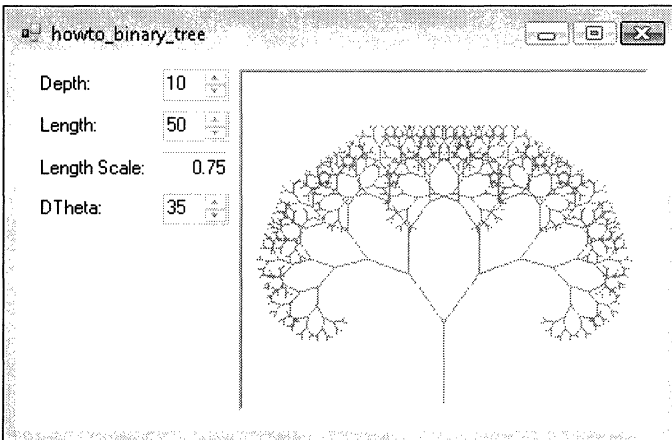 howto_binary_tree
Depth: 10
Length: 50
Length Scale: 0.75
DTheta: 35